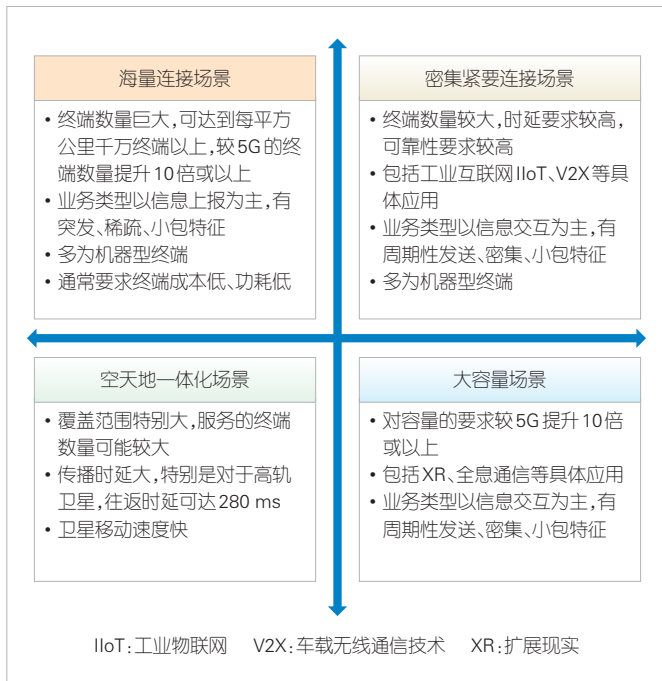 海量连接场景
• 终端数量巨大,可达到每平方
公里千万终端以上,较5G的终
端数量提升10倍或以上
• 业务类型以信息上报为主,有
突发、稀疏、小包特征
• 多为机器型终端
• 通常要求终端成本低、功耗低
密集紧要连接场景
• 终端数量较大,时延要求较高,
可靠性要求较高
• 包括工业互联网IIoT、V2X等具
体应用
• 业务类型以信息交互为主,有
周期性发送、密集、小包特征
• 多为机器型终端
空天地一体化场景
• 覆盖范围特别大,服务的终端
数量可能较大
• 传播时延大,特别是对于高轨
卫星,往返时延可达280 ms
• 卫星移动速度快
大容量场景
• 对容量的要求较5G提升10倍
或以上
• 包括XR、全息通信等具体应用
• 业务类型以信息交互为主,有
周期性发送、密集、小包特征
IIoT:工业物联网 V2X:车载无线通信技术 XR:扩展现实